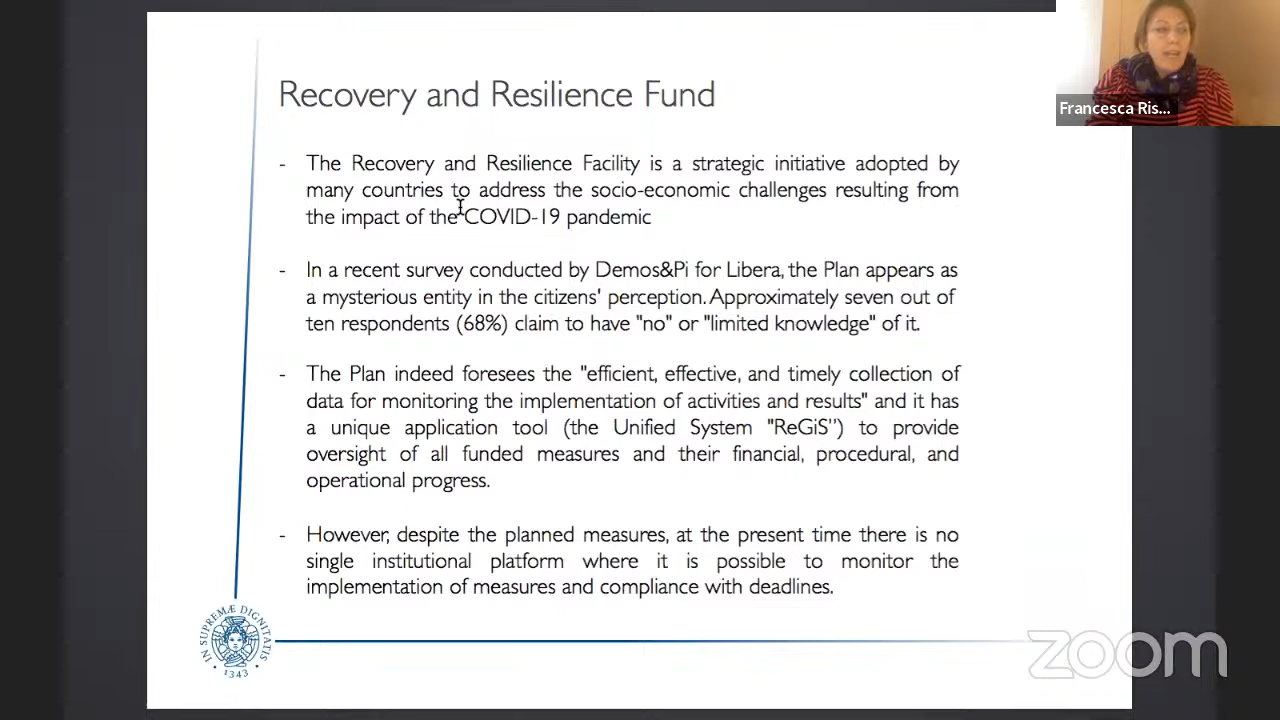 Recovery and Resilience Fund
- The Recovery and Resilience Facility is a strategic initiative adopted by
many countries to address the socio-economic challenges resulting from
the impact of the COVID-19 pandemic
- In a recent survey conducted by Demos&Pi for Libera, the Plan appears as
a mysterious entity in the citizens' perception. Approximately seven out of
ten respondents (68%) claim to have "no" or "limited knowledge" of it.
- The Plan indeed foresees the "efficient, effective, and timely collection of
data for monitoring the implementation of activities and results" and it has
a unique application tool (the Unified System "ReGiS”) to provide
oversight of all funded measures and their financial, procedural, and
operational progress.
- However, despite the planned measures, at the present time there is no
single institutional platform where it is possible to monitor the
implementation of measures and compliance with deadlines.
Francesca Ris...
IN SUPREMÆ DIGNITATIS
• 1343 •
zoom